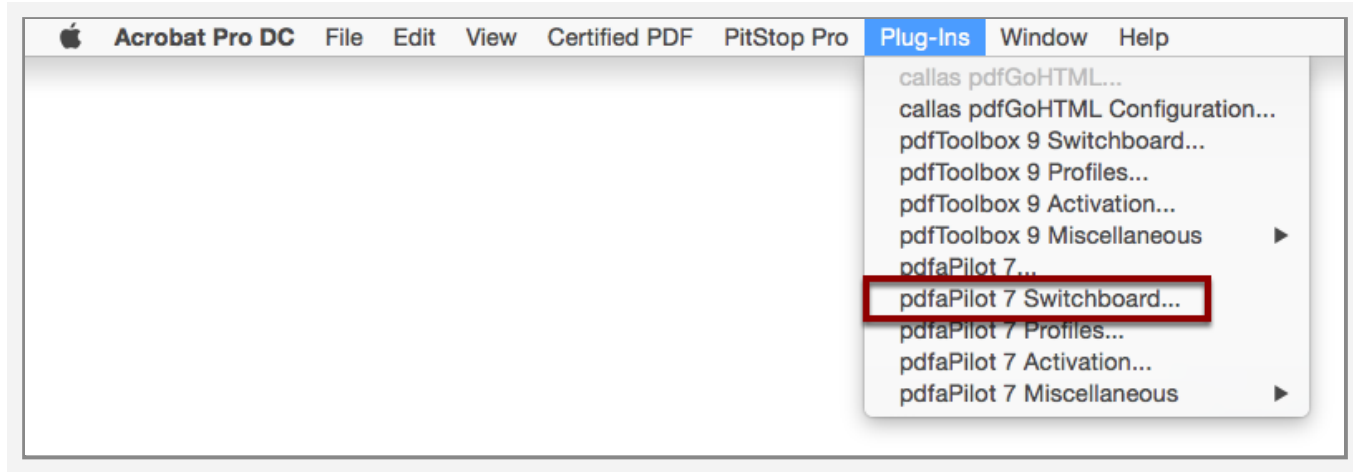 Acrobat Pro DC File Edit View Certified PDF PitStop Pro Plug-Ins Window Help
callas pdfGoHTML...
callas pdfGoHTML Configuration...
pdfToolbox 9 Switchboard...
pdfToolbox 9 Profiles...
pdfToolbox 9 Activation...
pdfToolbox 9 Miscellaneous
pdfaPilot 7...
pdfaPilot 7 Switchboard...
pdfaPilot 7 Profiles...
pdfaPilot 7 Activation...
pdfaPilot 7 Miscellaneous